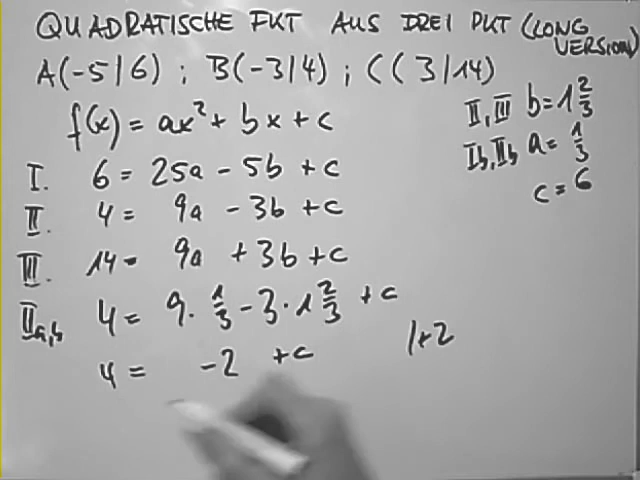 QUADRATISCHE FKT AUS DREI PKT (LONG VERSION)
A(-5|6) ; B(-3|4) ; C(3|14)
f(x) = ax² + bx + c
II, III b = 1 2/3
Ib, IIb a = 1/3
c = 6
I. 6 = 25a - 5b + c
II. 4 = 9a - 3b + c
III. 14 = 9a + 3b + c
IIa,b 4 = 9 · 1/3 - 3 · 1 2/3 + c
4 = -2 + c |+2